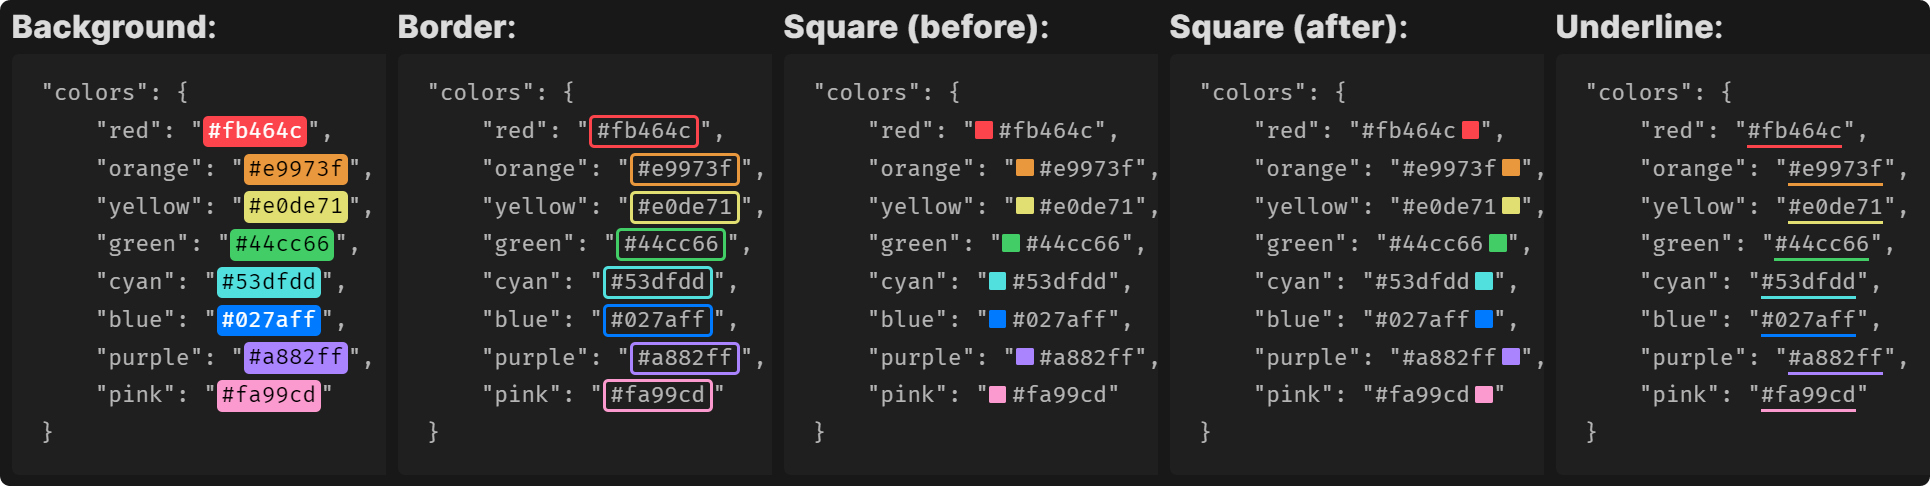 Background:
"colors": {
"red": "#fb464c",
"orange": "#e9973f",
"yellow": "#e0de71",
"green": "#44cc66",
"cyan": "#53dfdd",
"blue": "#027aff",
"purple": "#a882ff",
"pink": "#fa99cd"
}
Border:
"colors": {
"red": "#fb464c",
"orange": "#e9973f",
"yellow": "#e0de71",
"green": "#44cc66",
"cyan": "#53dfdd",
"blue": "#027aff",
"purple": "#a882ff",
"pink": "#fa99cd"
}
Square (before):
"colors": {
"red": "#fb464c",
"orange": "#e9973f",
"yellow": "#e0de71",
"green": "#44cc66",
"cyan": "#53dfdd",
"blue": "#027aff",
"purple": "#a882ff",
"pink": "#fa99cd"
}
Square (after):
"colors": {
"red": "#fb464c",
"orange": "#e9973f",
"yellow": "#e0de71",
"green": "#44cc66",
"cyan": "#53dfdd",
"blue": "#027aff",
"purple": "#a882ff",
"pink": "#fa99cd"
}
Underline:
"colors": {
"red": "#fb464c",
"orange": "#e9973f",
"yellow": "#e0de71",
"green": "#44cc66",
"cyan": "#53dfdd",
"blue": "#027aff",
"purple": "#a882ff",
"pink": "#fa99cd"
}